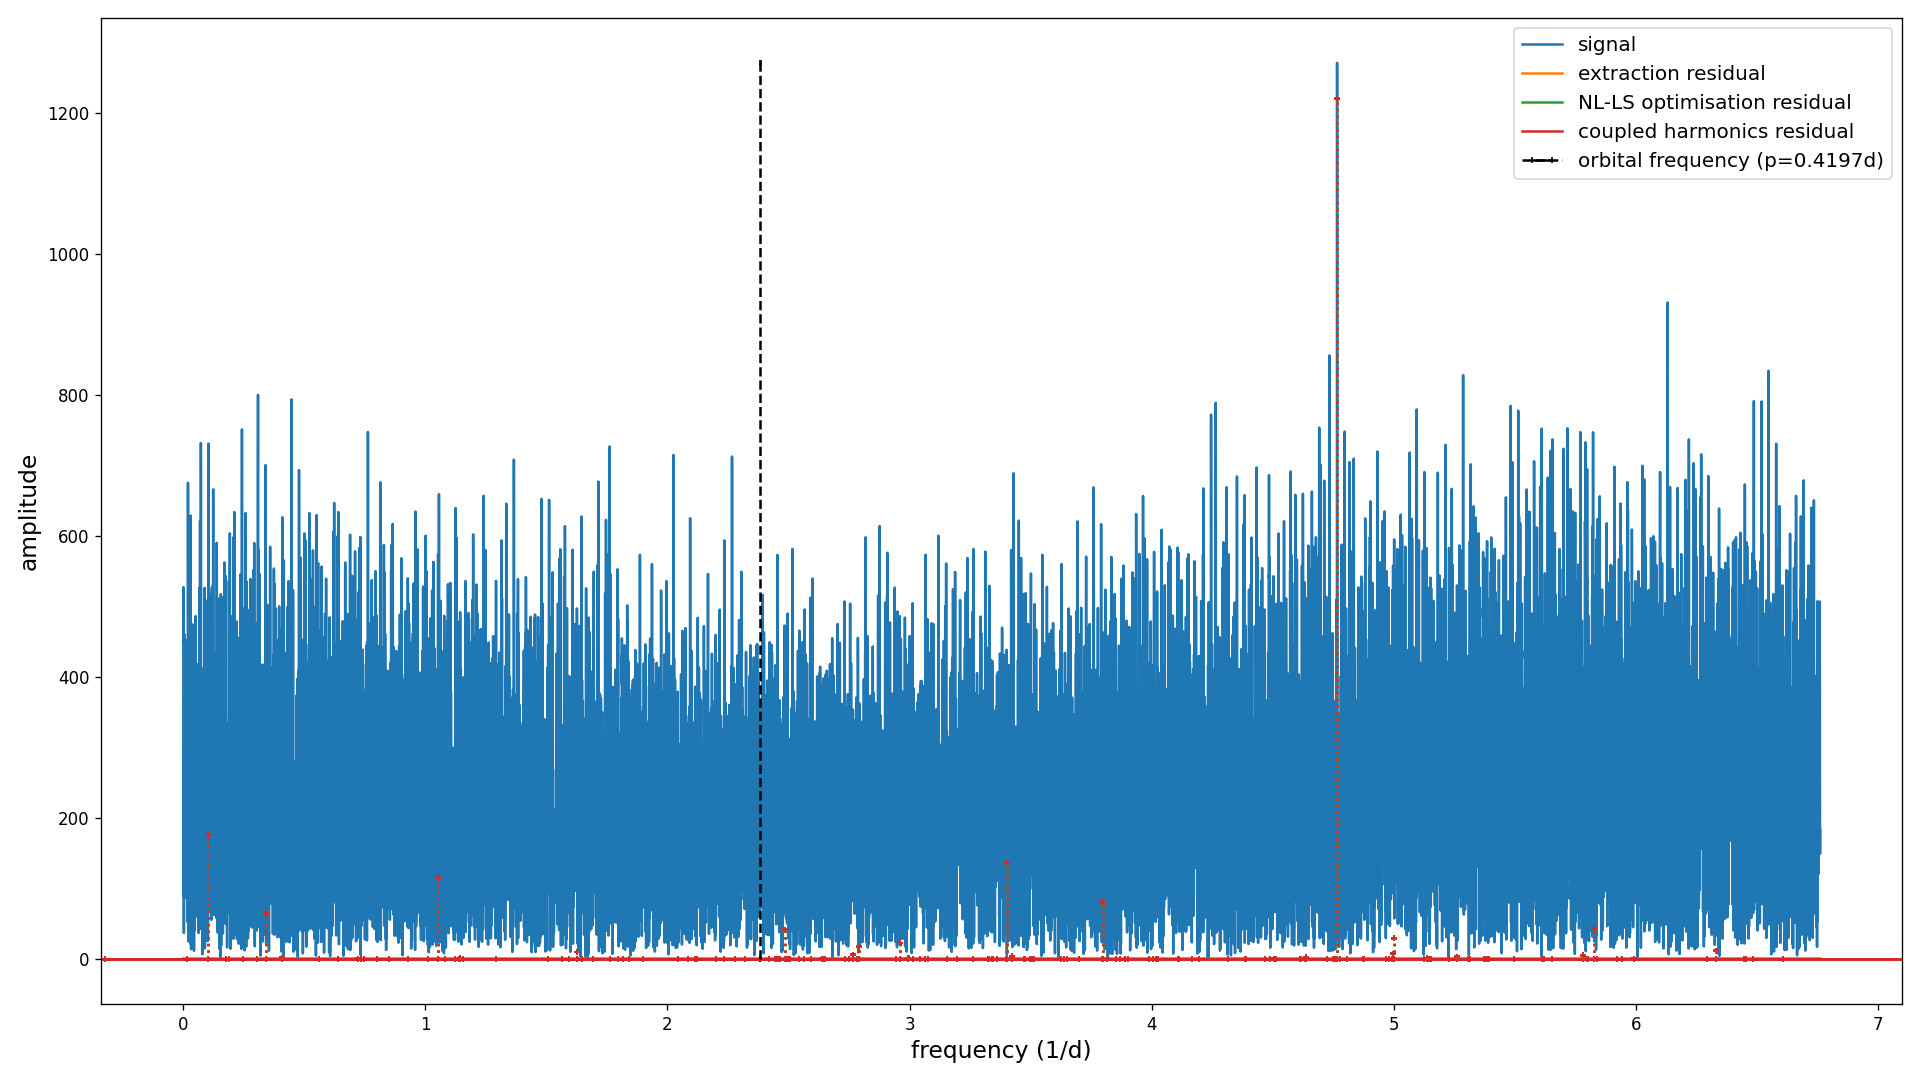 signal
extraction residual
NL-LS optimisation residual
coupled harmonics residual
orbital frequency (p=0.4197d)
amplitude
1200
1000
800
600
400
200
0
0 1 2 3 4 5 6 7
frequency (1/d)